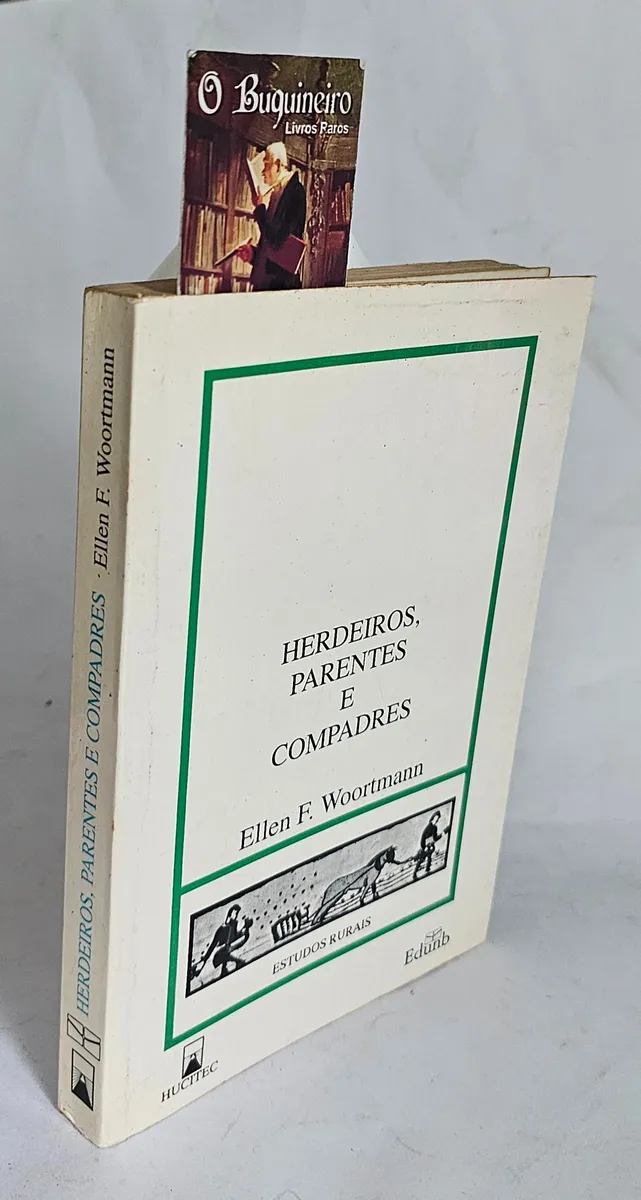 O Buquineiro
Livros Raros
HERDEIROS, PARENTES E COMPADRES · Ellen F. Woortmann
HERDEIROS,
PARENTES
E
COMPADRES
Ellen F. Woortmann
ESTUDOS RURAIS
Edunb
HUCITEC